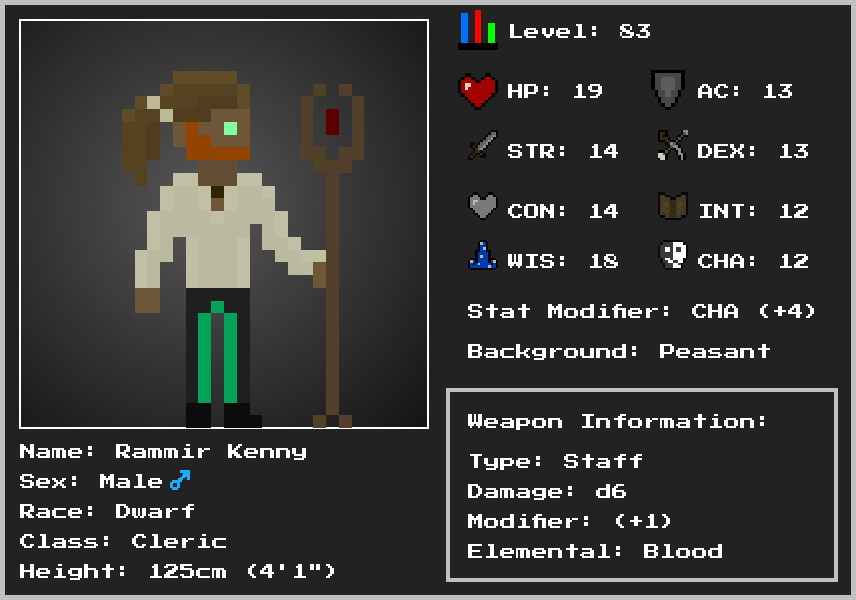 Level: 83
HP: 19
AC: 13
STR: 14
DEX: 13
CON: 14
INT: 12
WIS: 18
CHA: 12
Stat Modifier: CHA (+4)
Background: Peasant
Weapon Information:
Type: Staff
Damage: d6
Modifier: (+1)
Elemental: Blood
Name: Rammir Kenny
Sex: Male ♂
Race: Dwarf
Class: Cleric
Height: 125cm (4'1")